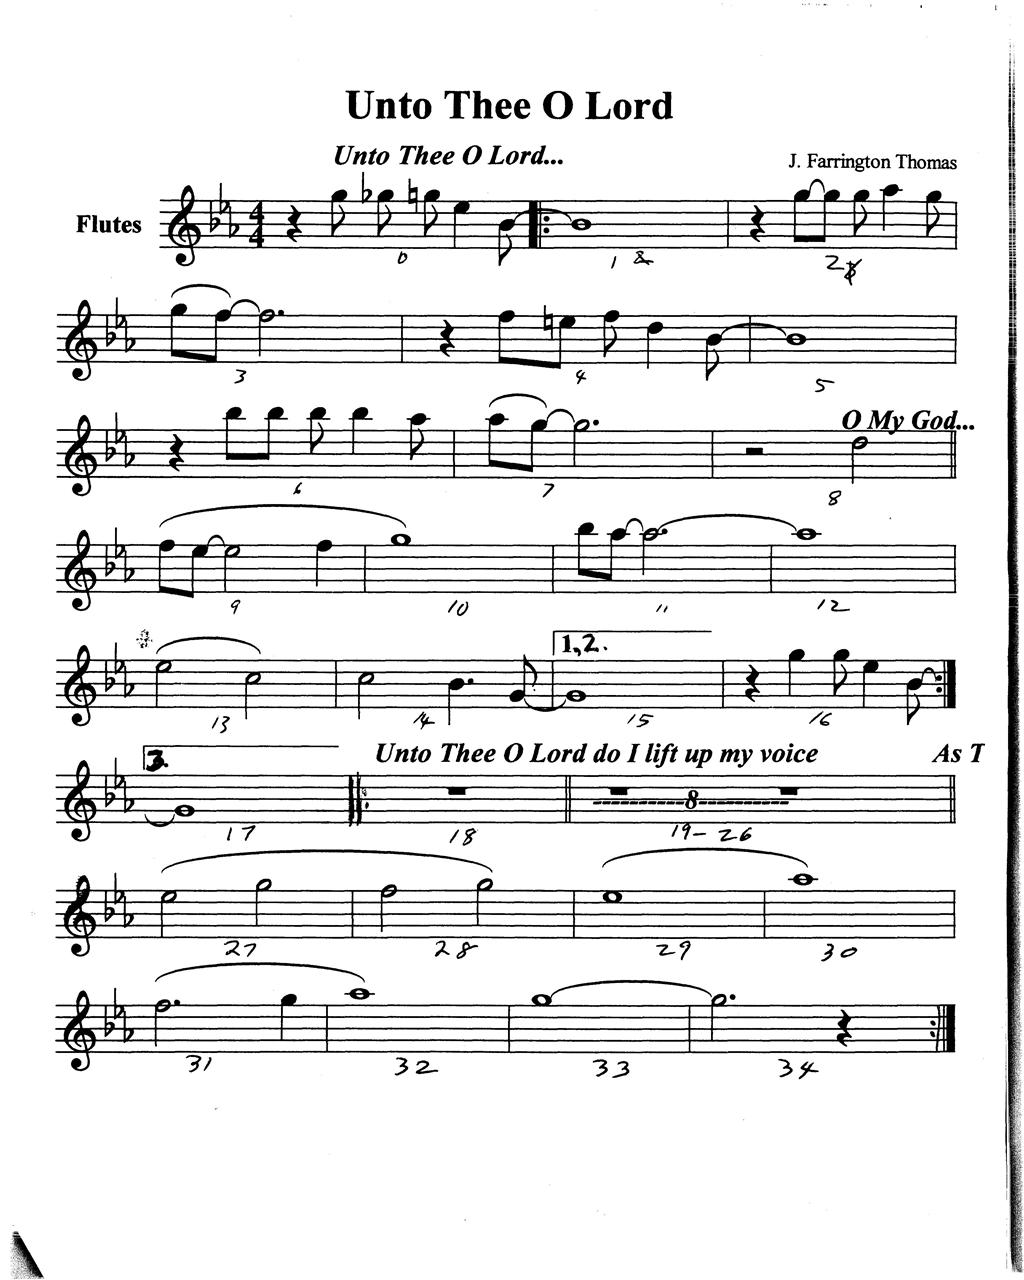 Unto Thee O Lord
Unto Thee O Lord...
J. Farrington Thomas
Flutes
4
4
0 1 & 2
3 4 5
O My God...
6 7 8
9 10 11 12
1,2.
13 14 15 16
3.
Unto Thee O Lord do I lift up my voice As T
8
17 18 19-26
27 28 29 30
31 32 33 34